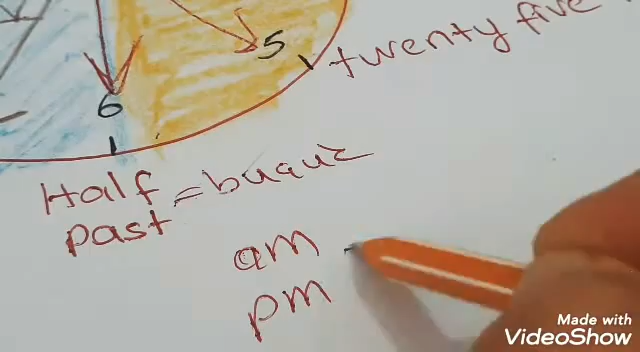 5
twenty five
6
Half = buçuk
past
am -
pm
Made with
VideoShow